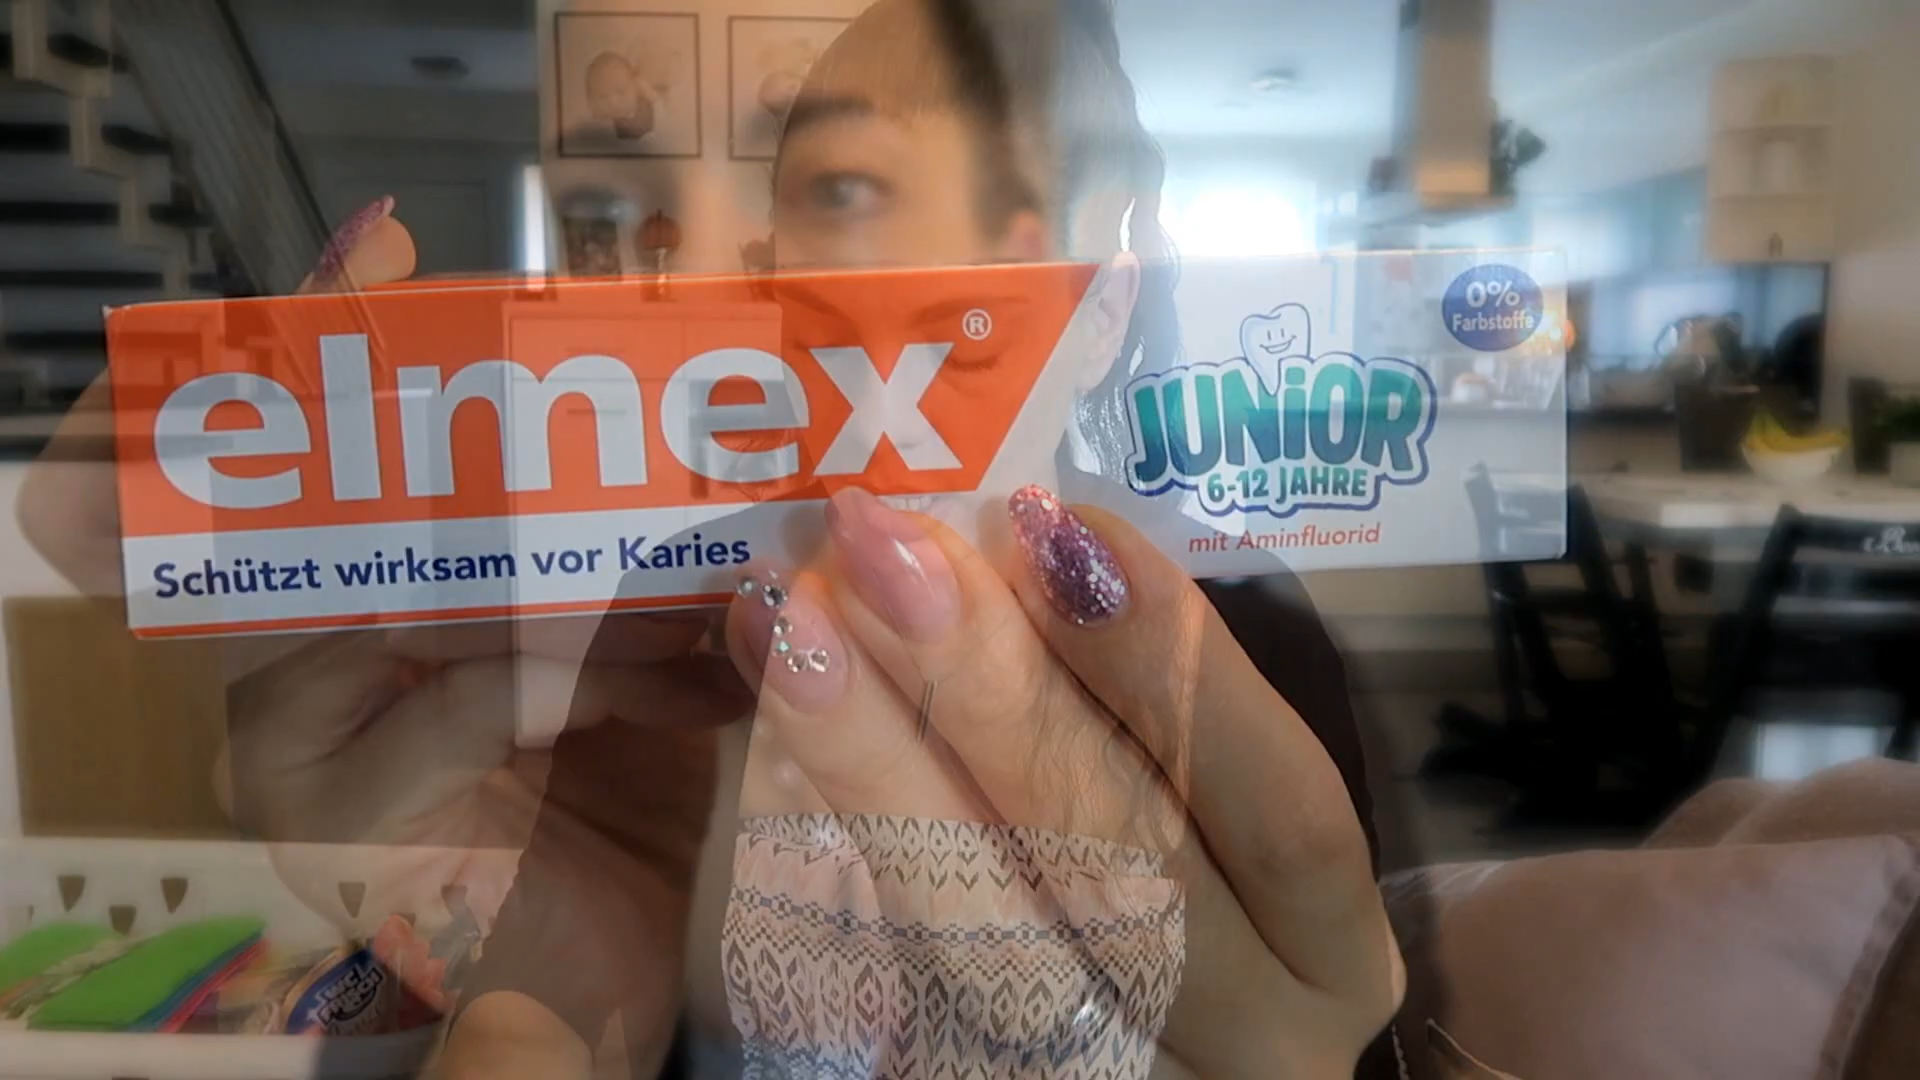 elmex®
Schützt wirksam vor Karies
0%
Farbstoffe
JUNiOR
6-12 JAHRE
mit Aminfluorid